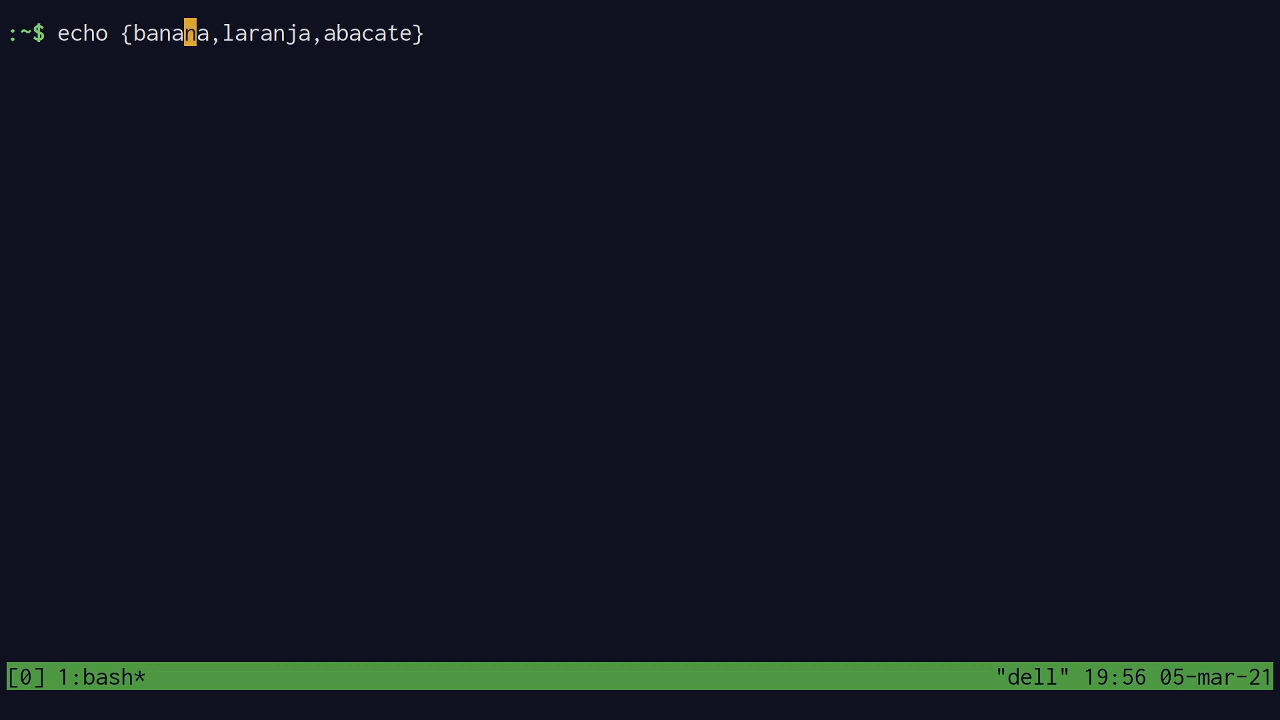 :~$ echo {banana,laranja,abacate}
[0] 1:bash* "dell" 19:56 05-mar-21